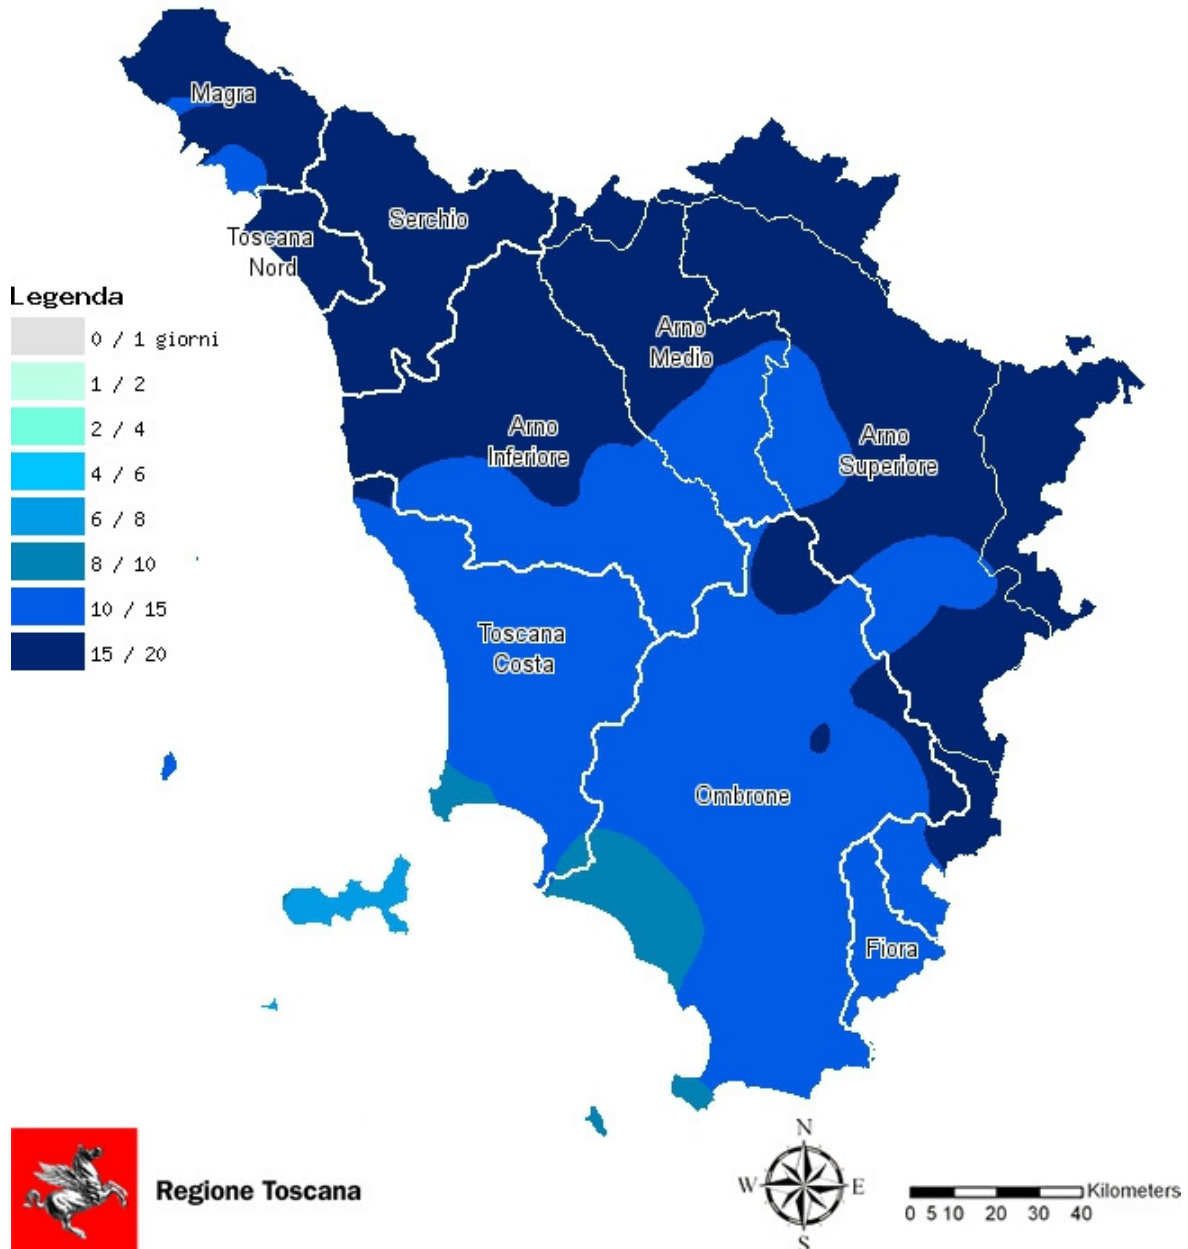 Magra
Serchio
Toscana
Nord
Legenda
0 / 1 giorni
1 / 2
2 / 4
4 / 6
6 / 8
8 / 10
10 / 15
15 / 20
Arno
Medio
Arno
Inferiore
Arno
Superiore
Toscana
Costa
Ombrone
Fiora
Regione Toscana
N
W E
S
Kilometers
0 5 10 20 30 40